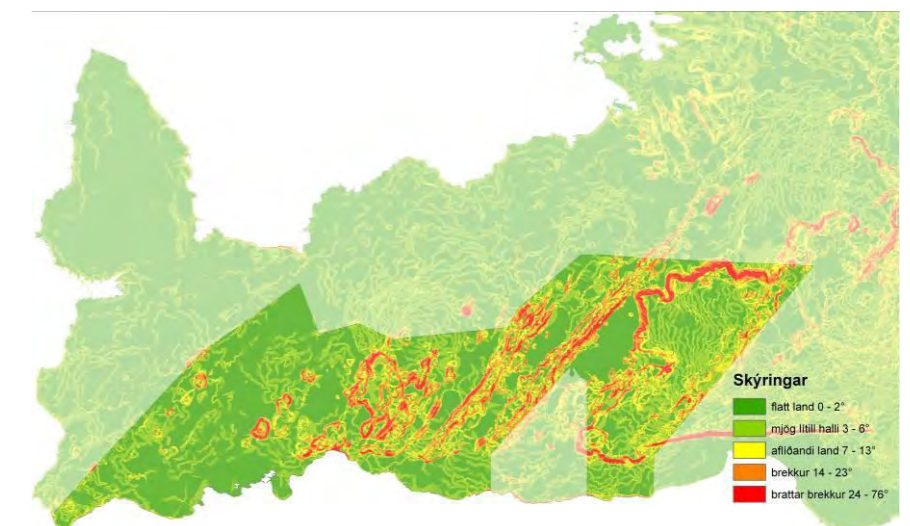 Skýringar
flatt land 0 - 2°
mjög lítill halli 3 - 6°
aflíðandi land 7 - 13°
brekkur 14 - 23°
brattar brekkur 24 - 76°